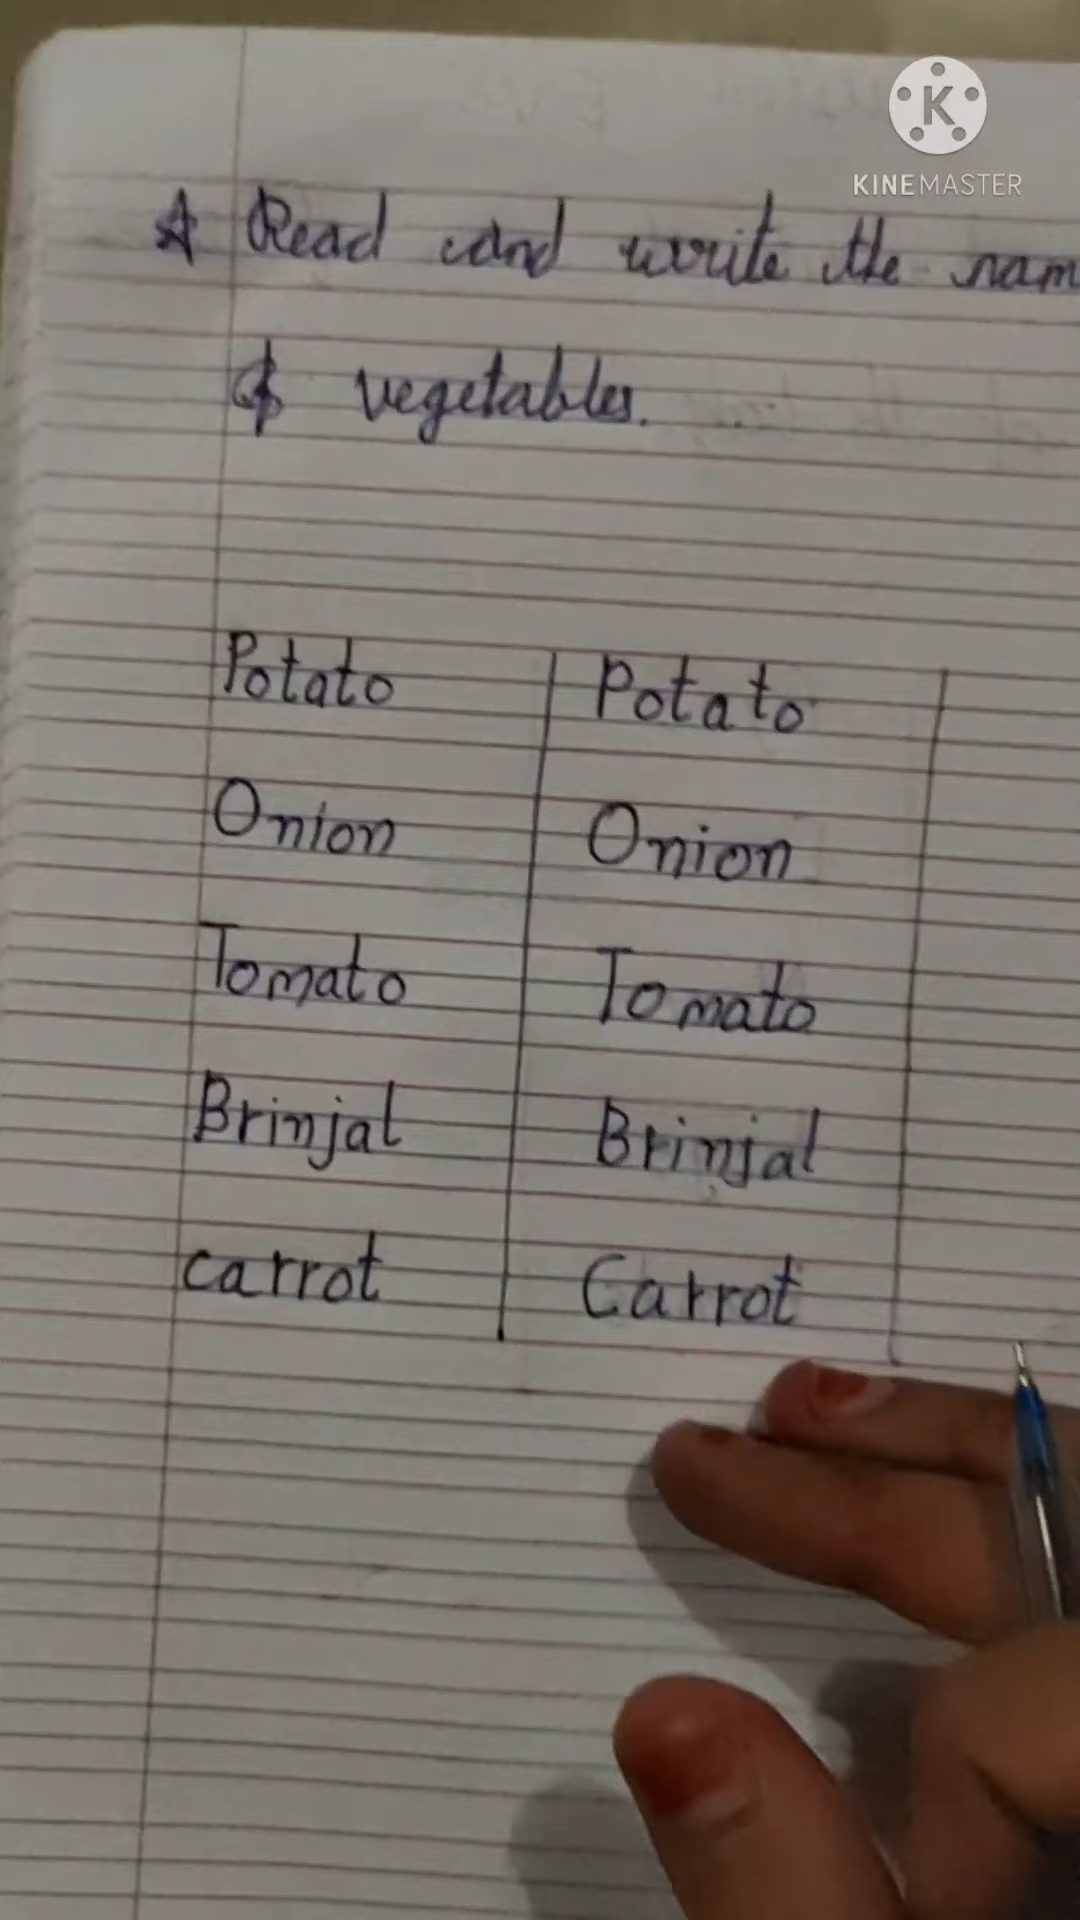 KINEMASTER
Read and write the nam
of vegetables.
Potato Potato
Onion Onion
Tomato Tomato
Brinjal Brinjal
carrot Carrot